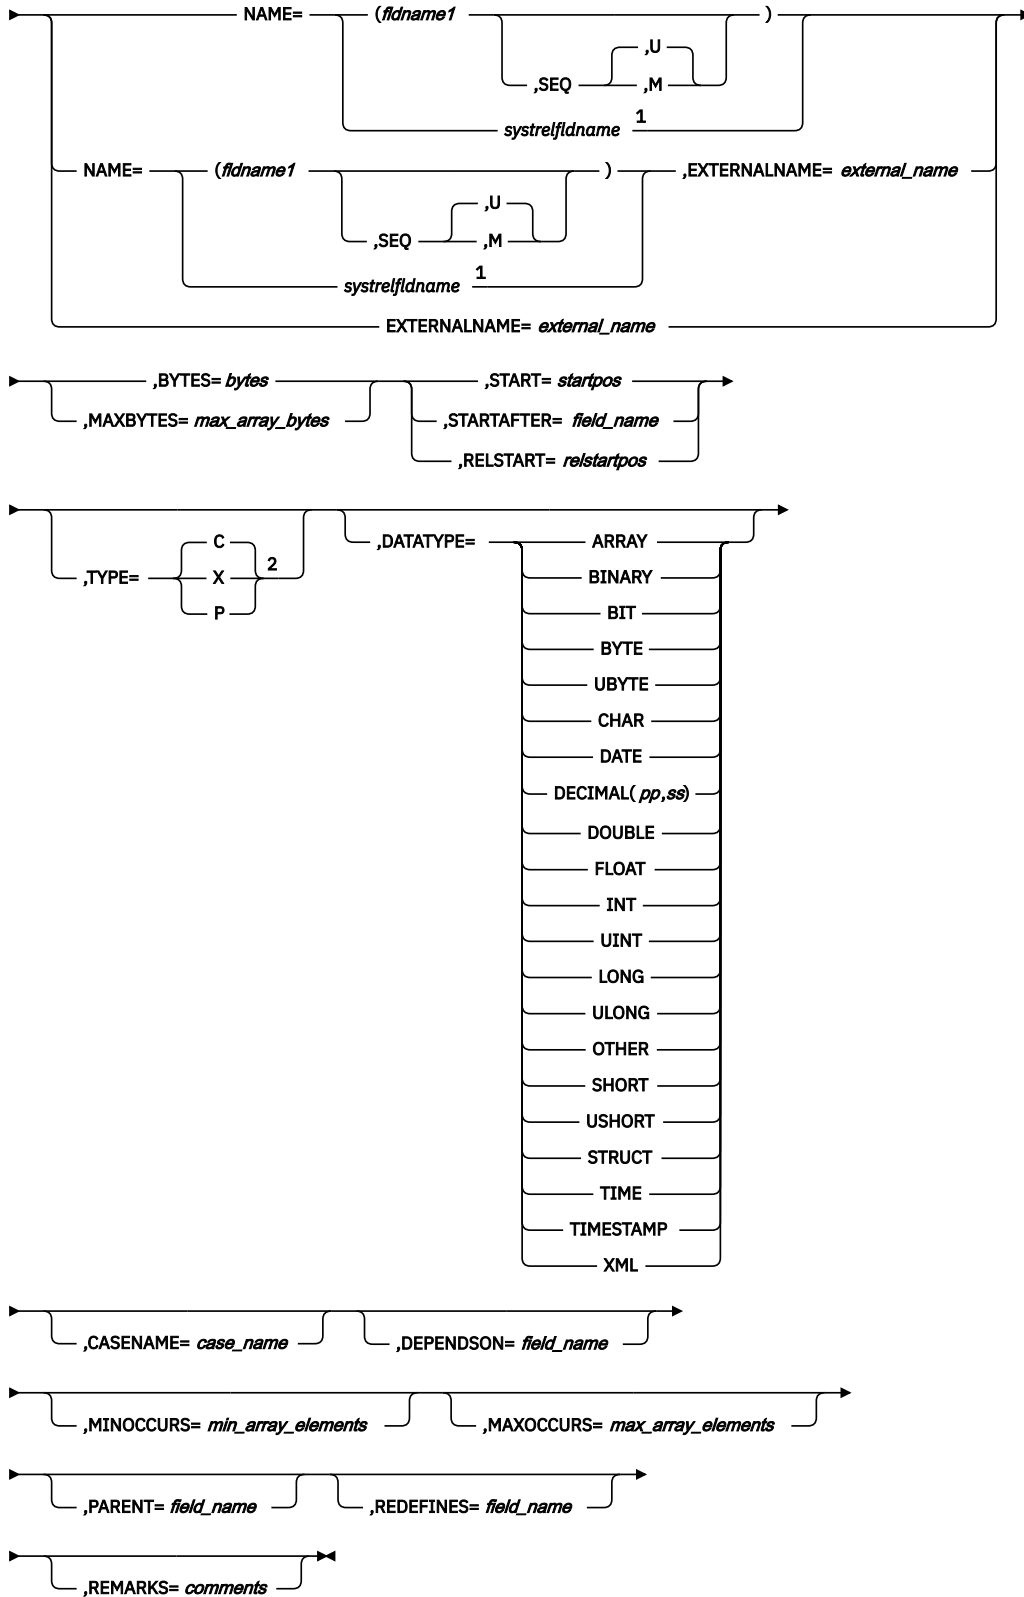 NAME= (fldname1 )
,U
,SEQ ,M
systrelfldname 1
NAME= (fldname1 ) ,EXTERNALNAME= external_name
,U
,SEQ ,M
systrelfldname 1
EXTERNALNAME= external_name
,BYTES= bytes ,START= startpos
,MAXBYTES= max_array_bytes ,STARTAFTER= field_name
,RELSTART= relstartpos
C ,DATATYPE= ARRAY
,TYPE= X 2 BINARY
P BIT
BYTE
UBYTE
CHAR
DATE
DECIMAL( pp,ss)
DOUBLE
FLOAT
INT
UINT
LONG
ULONG
OTHER
SHORT
USHORT
STRUCT
TIME
TIMESTAMP
XML
,CASENAME= case_name ,DEPENDSON= field_name
,MINOCCURS= min_array_elements ,MAXOCCURS= max_array_elements
,PARENT= field_name ,REDEFINES= field_name
,REMARKS= comments